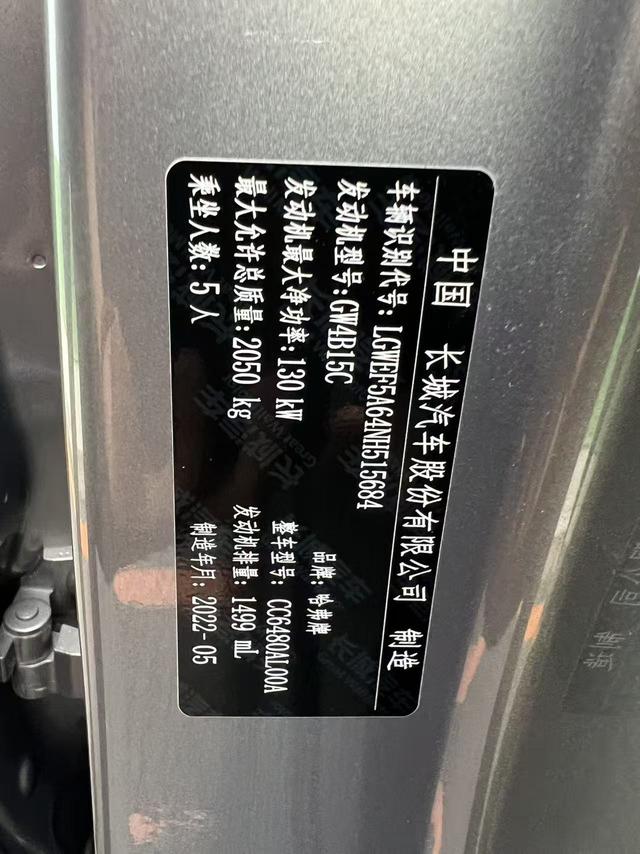 中国 长城汽车股份有限公司 制造
车辆识别代号: LGWEF5A64NH515684
发动机型号: GW4B15C 品牌: 哈弗牌
发动机最大净功率: 130 kW 整车型号: CC6480AL00A
最大允许总质量: 2050 kg 发动机排量: 1499 mL
乘坐人数: 5 人 制造年月: 2022-05